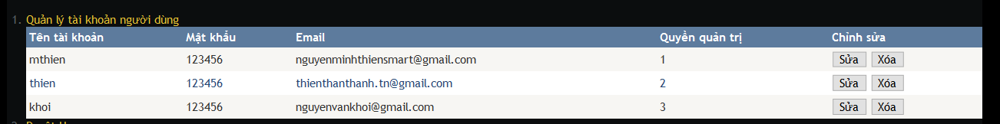 1. Quản lý tài khoản người dùng
Tên tài khoản Mật khẩu Email Quyền quản trị Chỉnh sửa
mthien 123456 nguyenminhthiensmart@gmail.com 1 Sửa Xóa
thien 123456 thienthanthanh.tn@gmail.com 2 Sửa Xóa
khoi 123456 nguyenvankhoi@gmail.com 3 Sửa Xóa